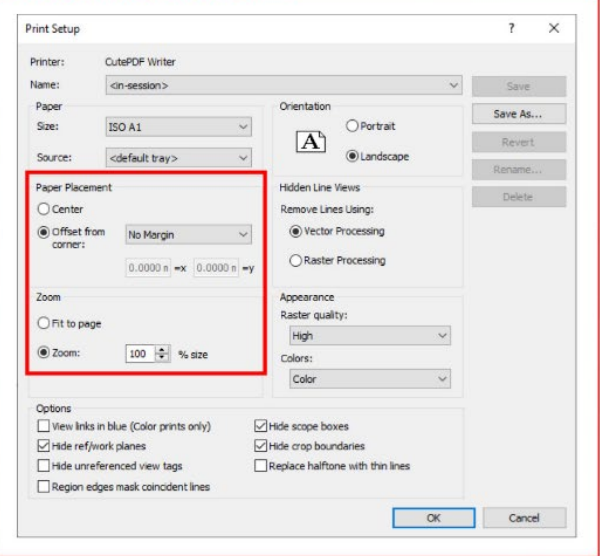 Print Setup ? ×
Printer: CutePDF Writer
Name: <in-session>
Save
Paper
Size: ISO A1
Source: <default tray>
Orientation
A
Portrait
Landscape
Save As...
Revert
Rename...
Delete
Paper Placement
Center
Offset from
corner:
No Margin
0.0000 =x 0.0000 =y
Hidden Line Views
Remove Lines Using:
Vector Processing
Raster Processing
Zoom
Fit to page
Zoom: 100 % size
Appearance
Raster quality:
High
Colors:
Color
Options
View links in blue (Color prints only)
Hide ref/work planes
Hide unreferenced view tags
Region edges mask coincident lines
Hide scope boxes
Hide crop boundaries
Replace halftone with thin lines
OK Cancel